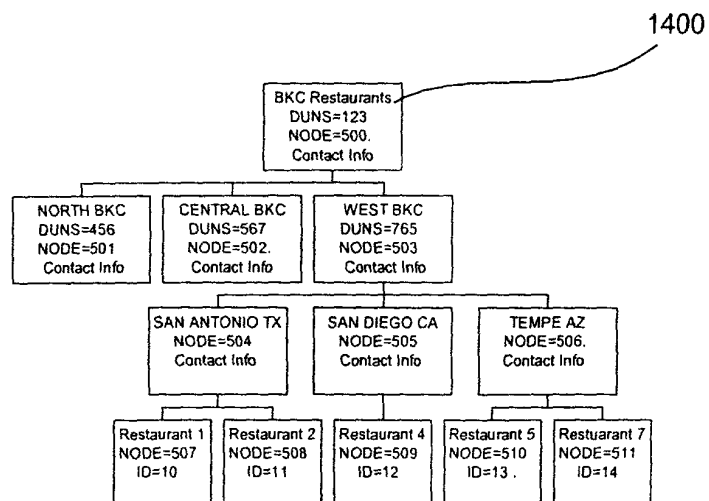 1400
BKC Restaurants
DUNS=123
NODE=500.
Contact Info
NORTH BKC
DUNS=456
NODE=501
Contact Info
CENTRAL BKC
DUNS=567
NODE=502.
Contact Info
WEST BKC
DUNS=765
NODE=503
Contact Info
SAN ANTONIO TX
NODE=504
Contact Info
SAN DIEGO CA
NODE=505
Contact Info
TEMPE AZ
NODE=506.
Contact Info
Restaurant 1
NODE=507
ID=10
Restaurant 2
NODE=508
ID=11
Restaurant 4
NODE=509
ID=12
Restaurant 5
NODE=510
ID=13 .
Restuarant 7
NODE=511
ID=14